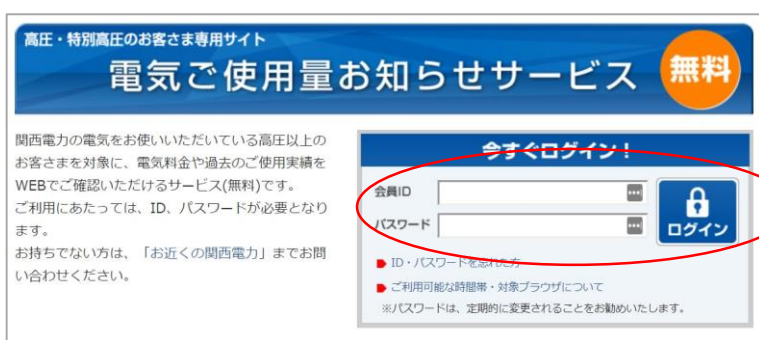 高圧・特別高圧のお客さま専用サイト
電気ご使用量お知らせサービス
無料
関西電力の電気をお使いいただいている高圧以上の
お客さまを対象に、電気料金や過去のご使用実績を
WEBでご確認いただけるサービス(無料)です。
ご利用にあたっては、ID、パスワードが必要となり
ます。
お持ちでない方は、「お近くの関西電力」までお問
い合わせください。
今すぐログイン！
会員ID
パスワード
ログイン
ID・パスワードを忘れた方
ご利用可能な時間帯・対象ブラウザについて
※パスワードは、定期的に変更されることをお勧めいたします。